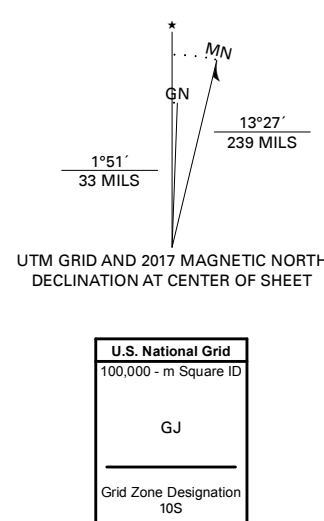 ★
MN
GN
13°27´
239 MILS
1°51´
33 MILS
UTM GRID AND 2017 MAGNETIC NORTH
DECLINATION AT CENTER OF SHEET
U.S. National Grid
100,000 - m Square ID
GJ
Grid Zone Designation
10S